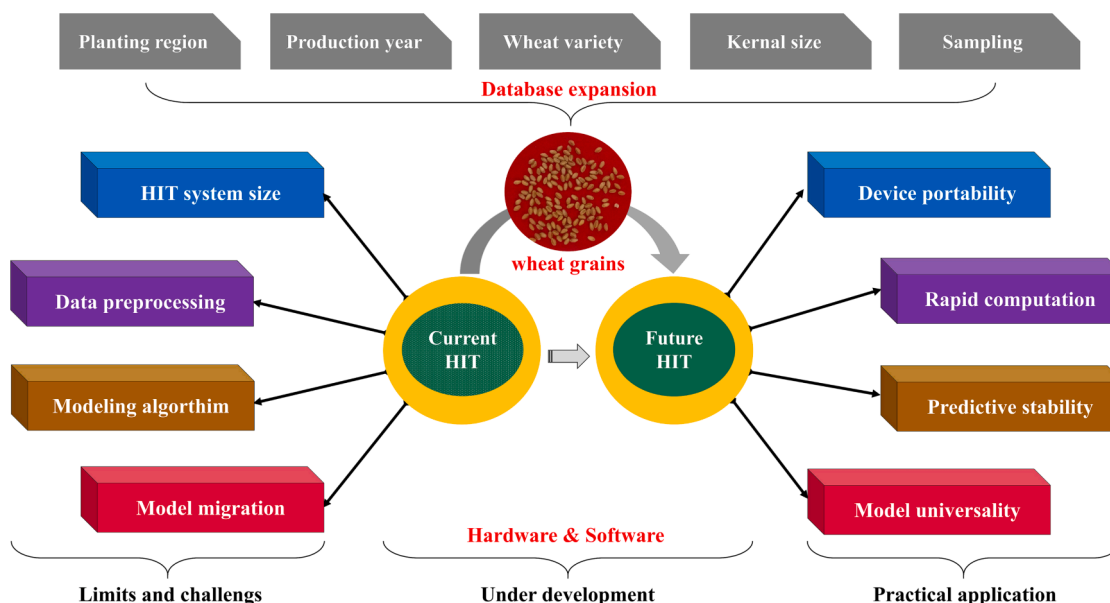 Planting region
Production year
Wheat variety
Kernal size
Sampling
Database expansion
HIT system size
Device portability
wheat grains
Data preprocessing
Rapid computation
Current
HIT
Future
HIT
Modeling algorthim
Predictive stability
Model migration
Model universality
Hardware & Software
Limits and challengs
Under development
Practical application